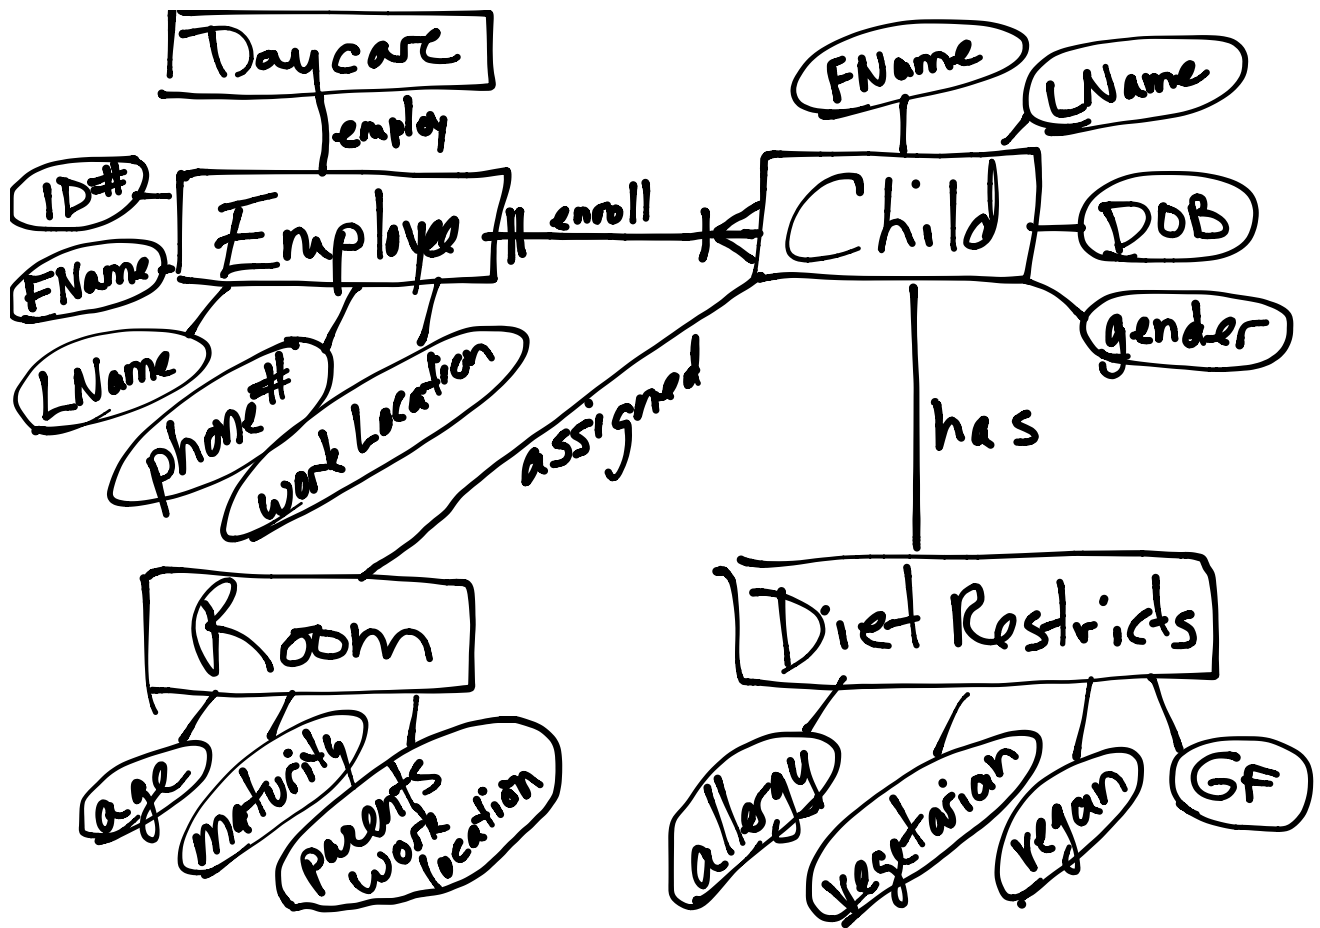 Daycare
employ
FName
LName
ID#
Employee
enroll
Child
DOB
FName
gender
LName
phone#
work Location
assigned
has
Room
Diet Restricts
age
maturity
parents
work
location
allergy
vegetarian
vegan
GF